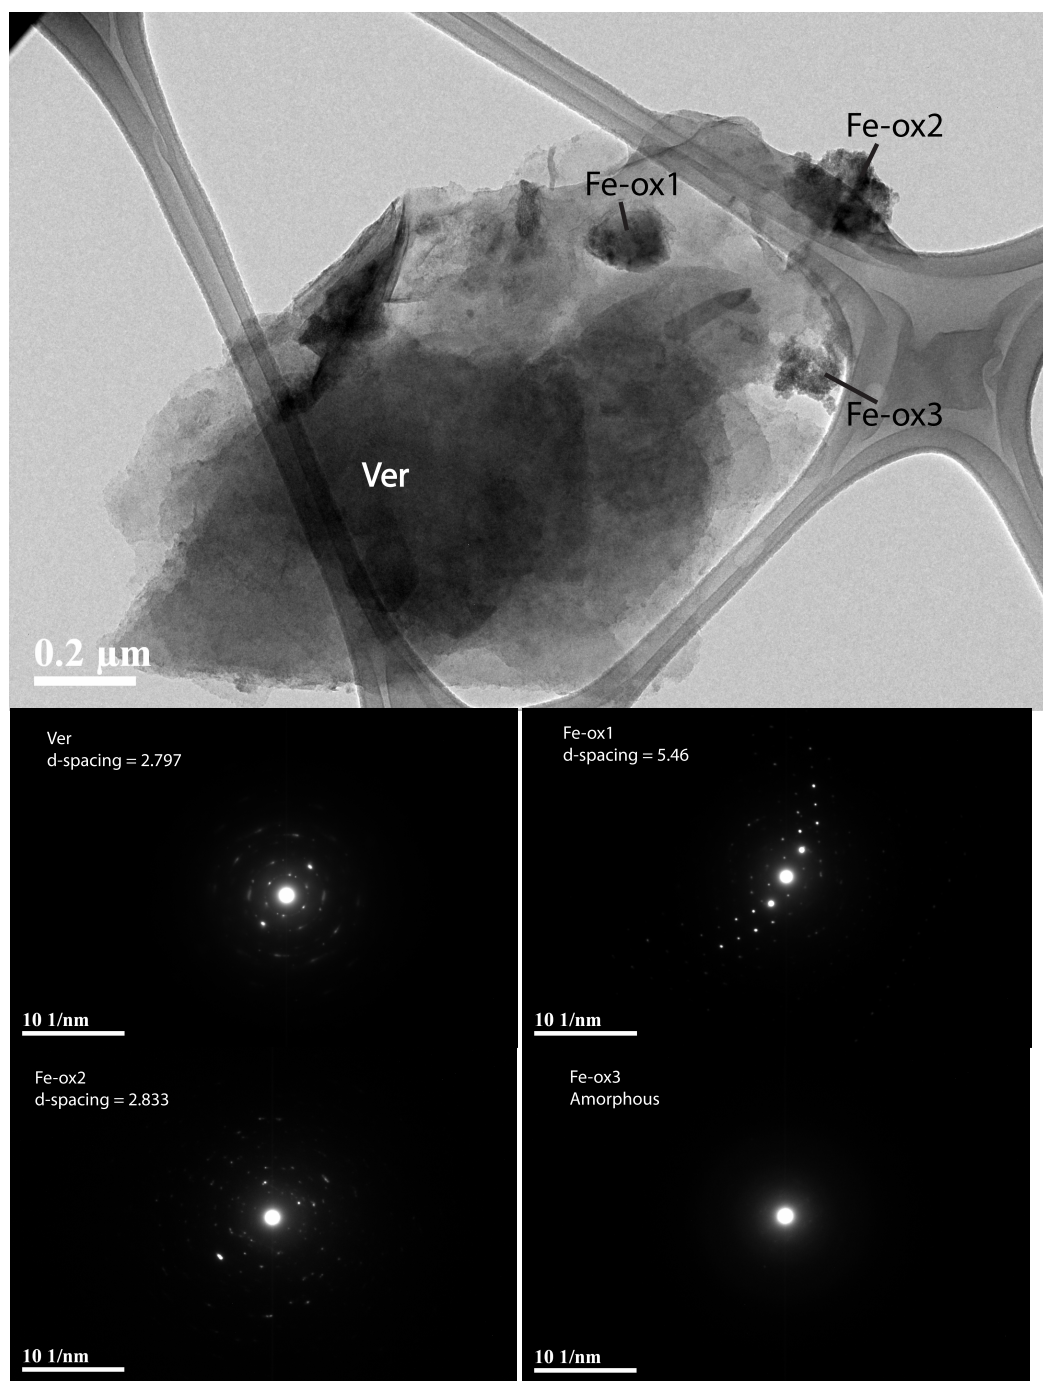 Fe-ox2
Fe-ox1
Fe-ox3
Ver
0.2 µm
Ver
d-spacing = 2.797
10 1/nm
Fe-ox1
d-spacing = 5.46
10 1/nm
Fe-ox2
d-spacing = 2.833
10 1/nm
Fe-ox3
Amorphous
10 1/nm